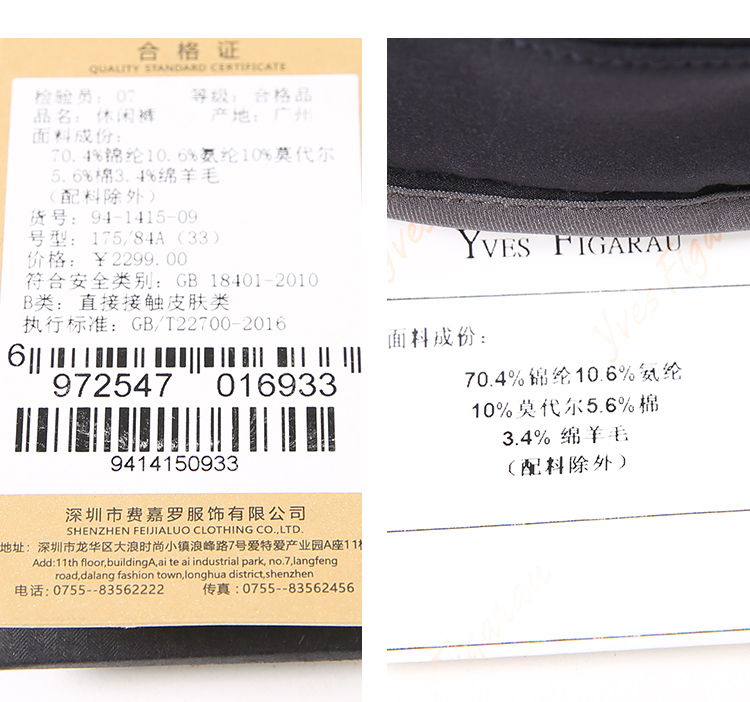 合格证
QUALITY STANDARD CERTIFICATE
检验员: 07 等级: 合格品
品名: 休闲裤 产地: 广州
面料成份:
70.4%锦纶10.6%氨纶10%莫代尔
5.6%棉3.4%绵羊毛
(配料除外)
货号: 94-1415-09
号型: 175/84A (33)
价格: ￥2299.00
符合安全类别: GB 18401-2010
B类: 直接接触皮肤类
执行标准: GB/T22700-2016
6 972547 016933
9414150933
深圳市费嘉罗服饰有限公司
SHENZHEN FEIJIALUO CLOTHING CO.,LTD.
地址: 深圳市龙华区大浪时尚小镇浪峰路7号爱特爱产业园A座11楼
Add:11th floor,buildingA,ai te ai industrial park, no.7,langfeng
road,dalang fashion town,longhua district,shenzhen
电话: 0755--83562222 传真: 0755--83562456
YVES FIGARAU
Yves Figarau
面料成份:
70.4%锦纶10.6%氨纶
10%莫代尔5.6%棉
3.4% 绵羊毛
(配料除外)
Yves Figarau